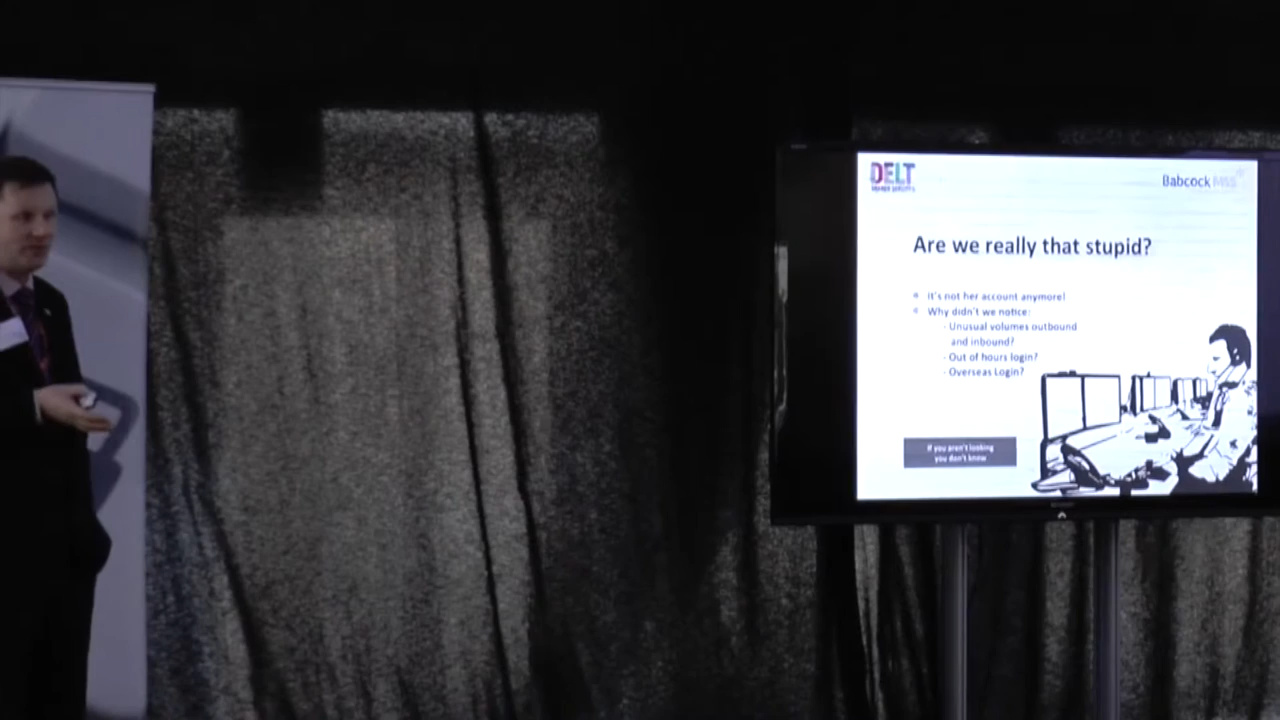 DELT
Babcock MSS
Are we really that stupid?
It's not her account anymore!
Why didn't we notice:
- Unusual volumes outbound
and inbound?
- Out of hours login?
- Overseas Login?
If you aren't looking
you don't know